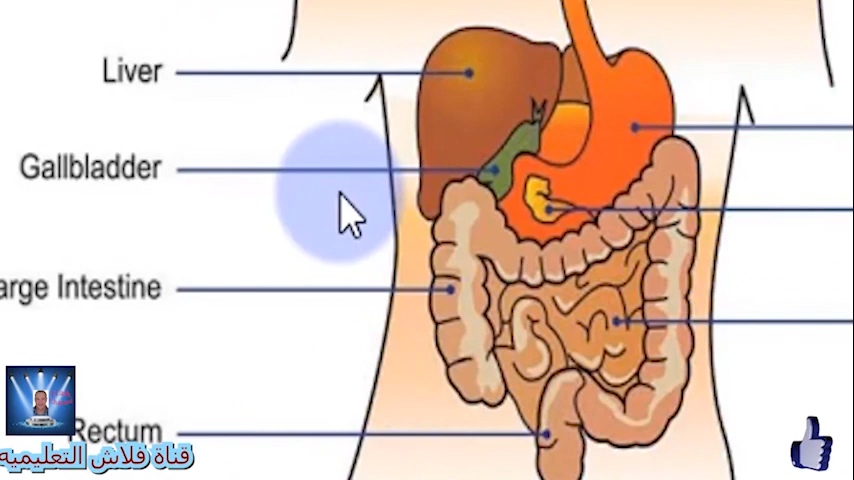 Liver
Gallbladder
arge Intestine
Rectum
قناة فلاش التعليميه